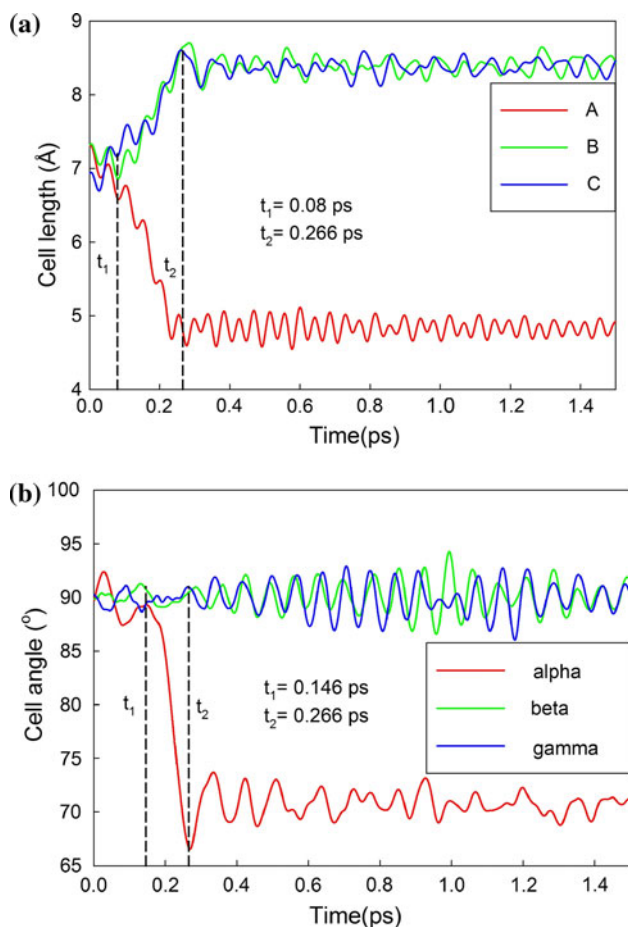 (a)
9
8
7
6
5
4
Cell length (Å)
A
B
C
t₁= 0.08 ps
t₂= 0.266 ps
t₁
t₂
0.0 0.2 0.4 0.6 0.8 1.0 1.2 1.4
Time(ps)
(b)
100
95
90
85
80
75
70
65
Cell angle (°)
t₁
t₂
t₁= 0.146 ps
t₂= 0.266 ps
alpha
beta
gamma
0.0 0.2 0.4 0.6 0.8 1.0 1.2 1.4
Time(ps)